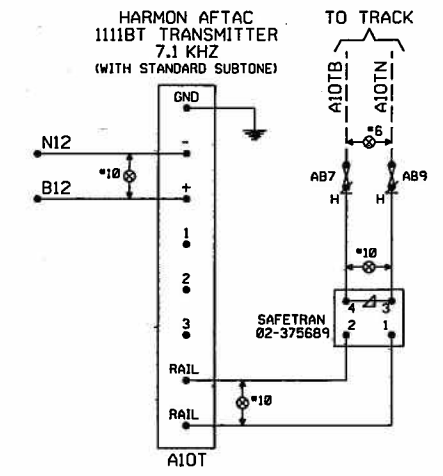 HARMON AFTAC
1111BT TRANSMITTER
7.1 KHZ
(WITH STANDARD SUBTONE)
TO TRACK
A10TB
A10TN
GND
*6
N12
-
*10
AB7
AB9
B12
+
H
H
1
*10
2
4
3
SAFETRAN
02-375689
2
1
3
RAIL
*10
RAIL
A10T